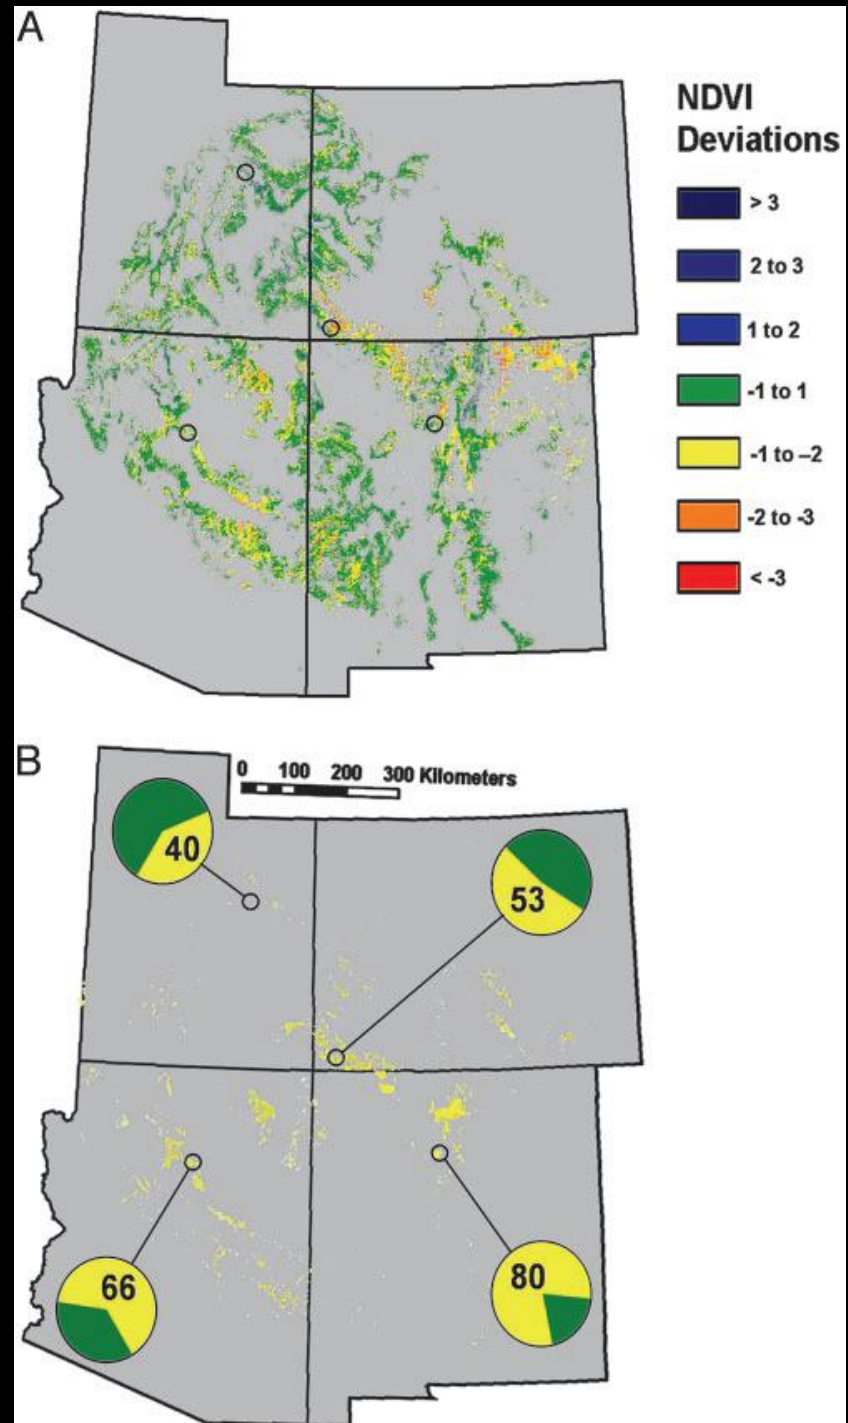 A
NDVI
Deviations
> 3
2 to 3
1 to 2
-1 to 1
-1 to –2
-2 to -3
< -3
B
0 100 200 300 Kilometers
40
53
66
80